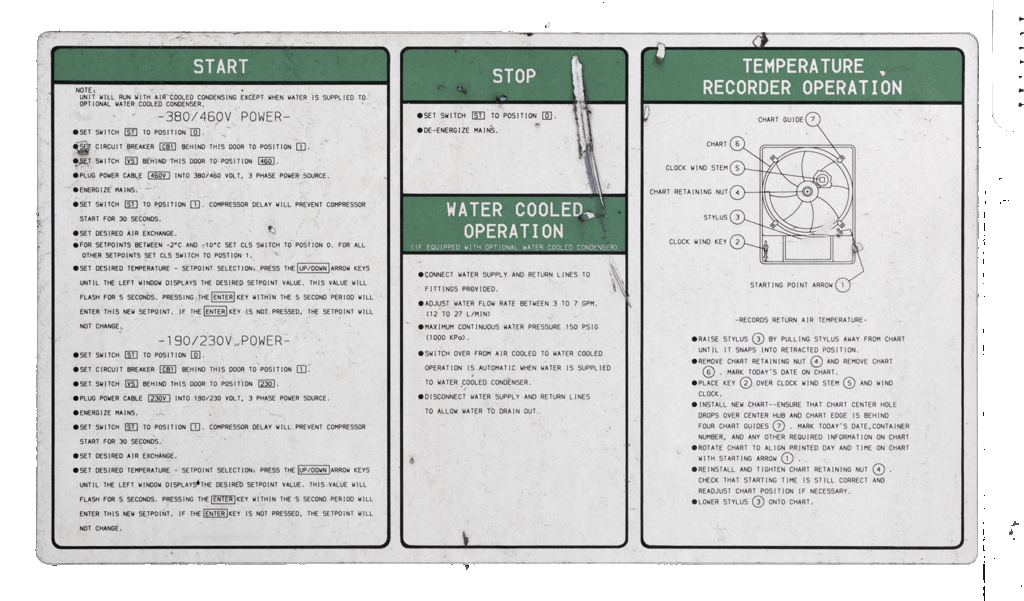 START
NOTE:
UNIT WILL RUN WITH AIR COOLED CONDENSING EXCEPT WHEN WATER IS SUPPLIED TO
OPTIONAL WATER COOLED CONDENSER.
-380/460V POWER-
●SET SWITCH ST TO POSITION 0.
●SET CIRCUIT BREAKER CB1 BEHIND THIS DOOR TO POSITION 1.
●SET SWITCH VS BEHIND THIS DOOR TO POSITION 460.
●PLUG POWER CABLE 460V INTO 380/460 VOLT, 3 PHASE POWER SOURCE.
●ENERGIZE MAINS.
●SET SWITCH ST TO POSITION 1. COMPRESSOR DELAY WILL PREVENT COMPRESSOR
START FOR 30 SECONDS.
●SET DESIRED AIR EXCHANGE.
●FOR SETPOINTS BETWEEN -2°C AND -10°C SET CLS SWITCH TO POSTION 0. FOR ALL
OTHER SETPOINTS SET CLS SWITCH TO POSTION 1.
●SET DESIRED TEMPERATURE - SETPOINT SELECTION: PRESS THE UP/DOWN ARROW KEYS
UNTIL THE LEFT WINDOW DISPLAYS THE DESIRED SETPOINT VALUE. THIS VALUE WILL
FLASH FOR 5 SECONDS. PRESSING THE ENTER KEY WITHIN THE 5 SECOND PERIOD WILL
ENTER THIS NEW SETPOINT. IF THE ENTER KEY IS NOT PRESSED, THE SETPOINT WILL
NOT CHANGE.
-190/230V POWER-
●SET SWITCH ST TO POSITION 0.
●SET CIRCUIT BREAKER CB1 BEHIND THIS DOOR TO POSITION 1.
●SET SWITCH VS BEHIND THIS DOOR TO POSITION 230.
●PLUG POWER CABLE 230V INTO 190/230 VOLT, 3 PHASE POWER SOURCE.
●ENERGIZE MAINS.
●SET SWITCH ST TO POSITION 1. COMPRESSOR DELAY WILL PREVENT COMPRESSOR
START FOR 30 SECONDS.
●SET DESIRED AIR EXCHANGE.
●SET DESIRED TEMPERATURE - SETPOINT SELECTION: PRESS THE UP/DOWN ARROW KEYS
UNTIL THE LEFT WINDOW DISPLAYS THE DESIRED SETPOINT VALUE. THIS VALUE WILL
FLASH FOR 5 SECONDS. PRESSING THE ENTER KEY WITHIN THE 5 SECOND PERIOD WILL
ENTER THIS NEW SETPOINT. IF THE ENTER KEY IS NOT PRESSED, THE SETPOINT WILL
NOT CHANGE.
STOP
●SET SWITCH ST TO POSITION 0.
●DE-ENERGIZE MAINS.
WATER COOLED
OPERATION
(IF EQUIPPED WITH OPTIONAL WATER COOLED CONDENSER)
●CONNECT WATER SUPPLY AND RETURN LINES TO
FITTINGS PROVIDED.
●ADJUST WATER FLOW RATE BETWEEN 3 TO 7 GPM.
(12 TO 27 L/MIN)
●MAXIMUM CONTINUOUS WATER PRESSURE 150 PSIG
(1000 KPa).
●SWITCH OVER FROM AIR COOLED TO WATER COOLED
OPERATION IS AUTOMATIC WHEN WATER IS SUPPLIED
TO WATER COOLED CONDENSER.
●DISCONNECT WATER SUPPLY AND RETURN LINES
TO ALLOW WATER TO DRAIN OUT.
TEMPERATURE
RECORDER OPERATION
CHART GUIDE 7
CHART 6
CLOCK WIND STEM 5
CHART RETAINING NUT 4
STYLUS 3
CLOCK WIND KEY 2
STARTING POINT ARROW 1
-RECORDS RETURN AIR TEMPERATURE-
●RAISE STYLUS 3 BY PULLING STYLUS AWAY FROM CHART
UNTIL IT SNAPS INTO RETRACTED POSITION.
●REMOVE CHART RETAINING NUT 4 AND REMOVE CHART
6. MARK TODAY'S DATE ON CHART.
●PLACE KEY 2 OVER CLOCK WIND STEM 5 AND WIND
CLOCK.
●INSTALL NEW CHART--ENSURE THAT CHART CENTER HOLE
DROPS OVER CENTER HUB AND CHART EDGE IS BEHIND
FOUR CHART GUIDES 7. MARK TODAY'S DATE,CONTAINER
NUMBER, AND ANY OTHER REQUIRED INFORMATION ON CHART
●ROTATE CHART TO ALIGN PRINTED DAY AND TIME ON CHART
WITH STARTING ARROW 1.
●REINSTALL AND TIGHTEN CHART RETAINING NUT 4.
CHECK THAT STARTING TIME IS STILL CORRECT AND
READJUST CHART POSITION IF NECESSARY.
●LOWER STYLUS 3 ONTO CHART.